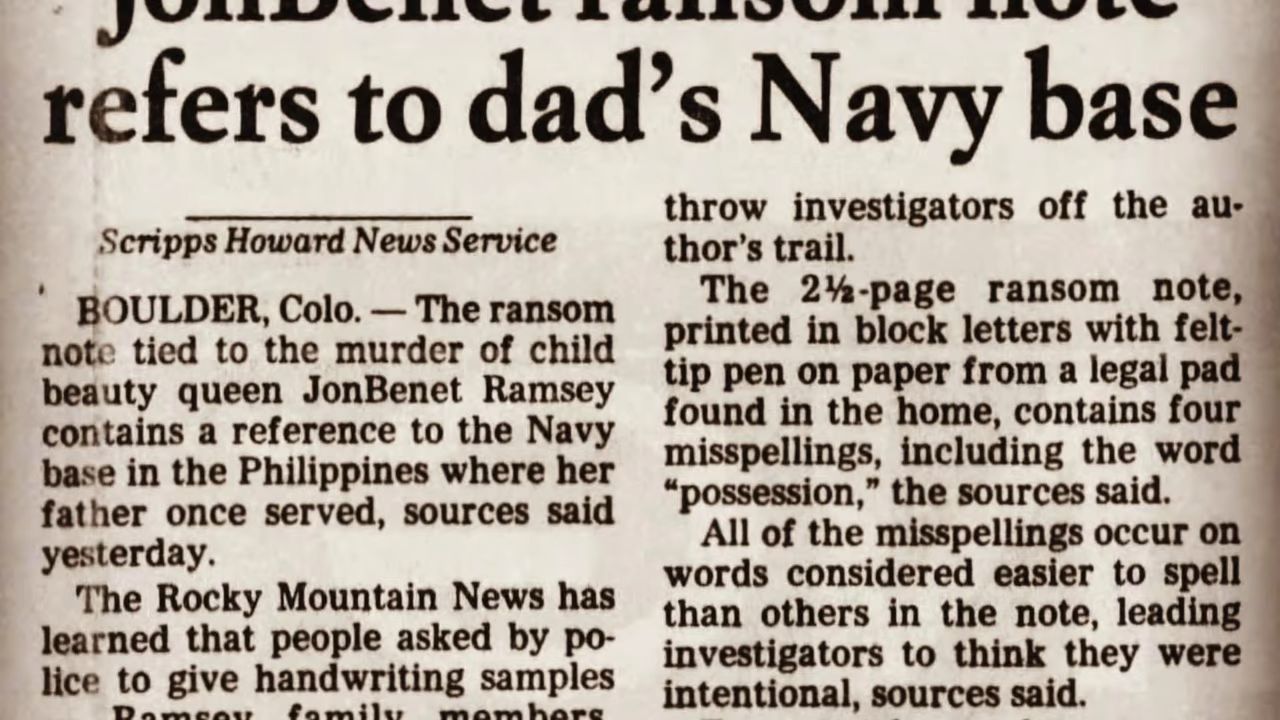 JonBenet ransom note
refers to dad's Navy base
Scripps Howard News Service
BOULDER, Colo. — The ransom
note tied to the murder of child
beauty queen JonBenet Ramsey
contains a reference to the Navy
base in the Philippines where her
father once served, sources said
yesterday.
The Rocky Mountain News has
learned that people asked by po-
lice to give handwriting samples
Ramsey family members,
throw investigators off the au-
thor's trail.
The 2½-page ransom note,
printed in block letters with felt-
tip pen on paper from a legal pad
found in the home, contains four
misspellings, including the word
“possession,” the sources said.
All of the misspellings occur on
words considered easier to spell
than others in the note, leading
investigators to think they were
intentional, sources said.